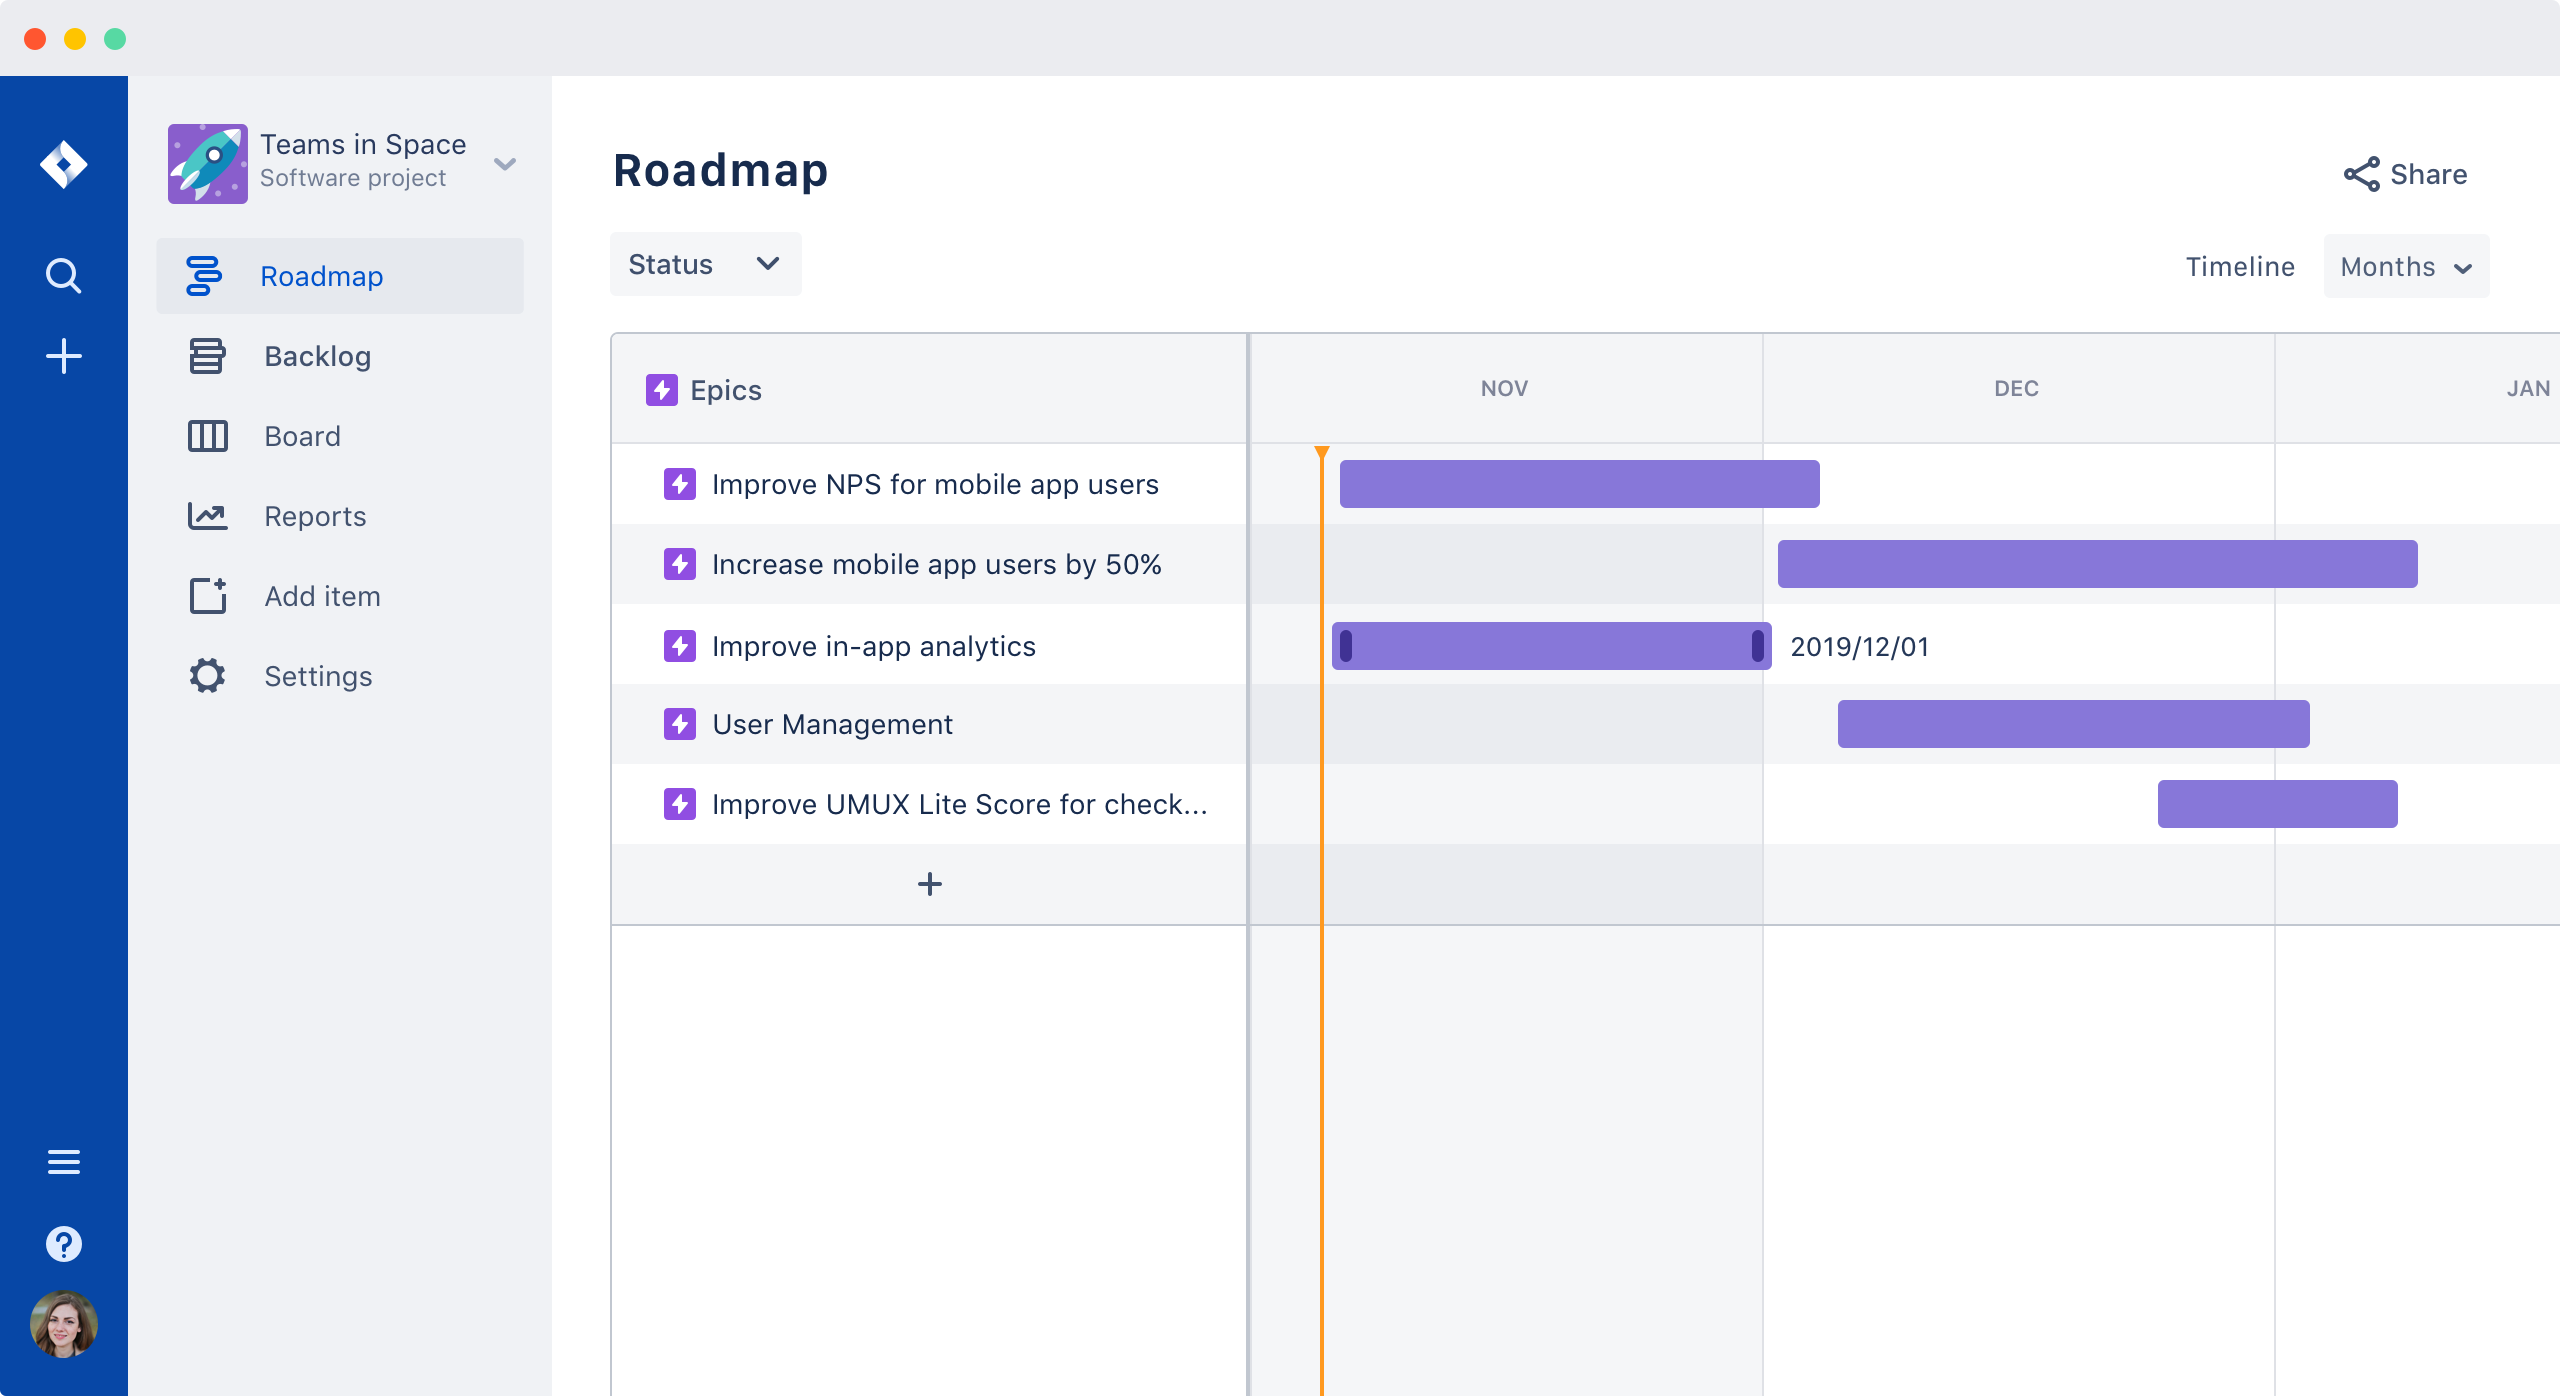 Teams in Space
Software project
Roadmap
Backlog
Board
Reports
Add item
Settings
Roadmap
Share
Status
Timeline
Months
Epics
NOV
DEC
JAN
Improve NPS for mobile app users
Increase mobile app users by 50%
Improve in-app analytics
2019/12/01
User Management
Improve UMUX Lite Score for check...